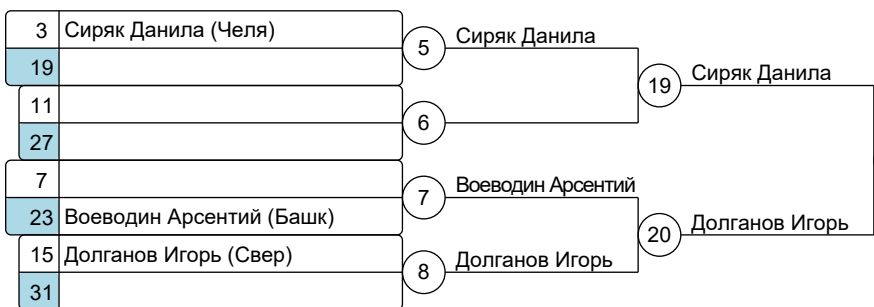 3 Сиряк Данила (Челя)
5 Сиряк Данила
19
19 Сиряк Данила
11
6
27
7
7 Воеводин Арсентий
23 Воеводин Арсентий (Башк)
20 Долганов Игорь
15 Долганов Игорь (Свер)
8 Долганов Игорь
31